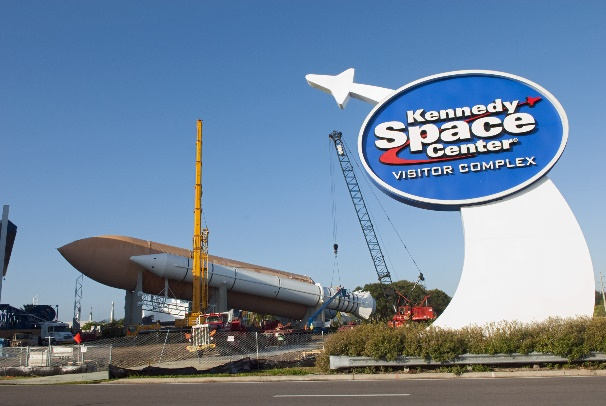 Kennedy
Space
Center
VISITOR COMPLEX